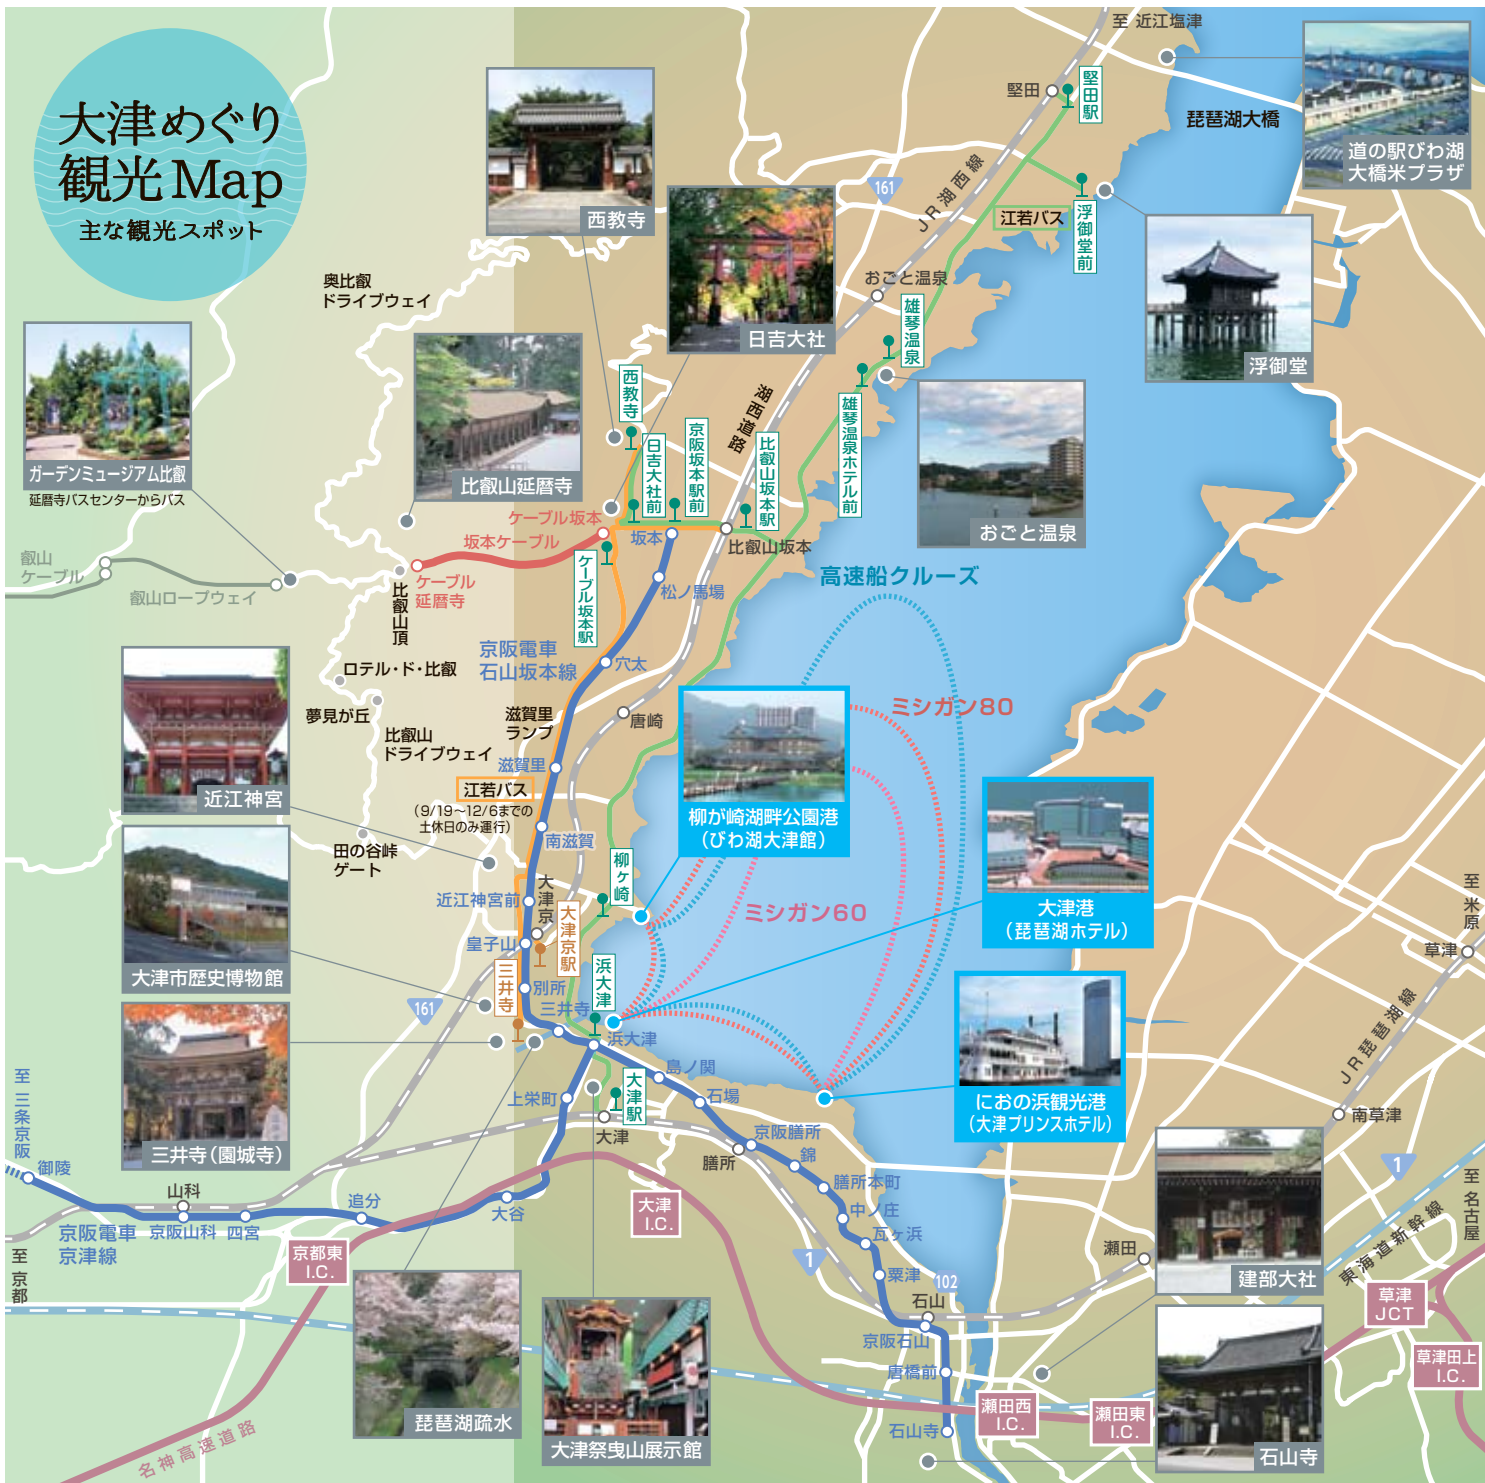 大津めぐり
観光Map
主な観光スポット
至 近江塩津
堅田
堅田駅
琵琶湖大橋
道の駅びわ湖
大橋米プラザ
西教寺
161
JR湖西線
江若バス
浮御堂前
浮御堂
日吉大社
奥比叡
ドライブウェイ
おごと温泉
雄琴温泉
ガーデンミュージアム比叡
延暦寺バスセンターからバス
比叡山延暦寺
西教寺
日吉大社前
京阪坂本駅前
湖西道路
比叡山坂本駅
雄琴温泉ホテル前
おごと温泉
ケーブル坂本
坂本ケーブル
坂本
比叡山坂本
叡山
ケーブル
叡山ロープウェイ
ケーブル
延暦寺
比叡山頂
ケーブル坂本駅
松ノ馬場
高速船クルーズ
京阪電車
石山坂本線
穴太
ロテル・ド・比叡
夢見が丘
比叡山
ドライブウェイ
滋賀里
ランプ
唐崎
ミシガン80
滋賀里
江若バス
(9/19～12/6までの
土休日のみ運行)
近江神宮
柳が崎湖畔公園港
(びわ湖大津館)
南滋賀
田の谷峠
ゲート
柳ヶ崎
大津港
(琵琶湖ホテル)
至 米原
草津
近江神宮前
大津京
大津京駅
ミシガン60
皇子山
大津市歴史博物館
三井寺
別所
浜大津
161
三井寺
浜大津
JR琵琶湖線
島ノ関
石場
におの浜観光港
(大津プリンスホテル)
南草津
至 三条京阪
上栄町
大津駅
大津
三井寺(園城寺)
京阪膳所
膳所
錦
膳所本町
中ノ庄
瓦ヶ浜
粟津
御陵
山科
京阪電車
京津線
京阪山科
四宮
追分
大谷
大津
I.C.
至 京都
京都東
I.C.
1
1
102
瀬田
建部大社
東海道新幹線
至 名古屋
草津
JCT
石山
京阪石山
唐橋前
草津田上
I.C.
琵琶湖疏水
大津祭曳山展示館
瀬田西
I.C.
瀬田東
I.C.
石山寺
石山寺
名神高速道路